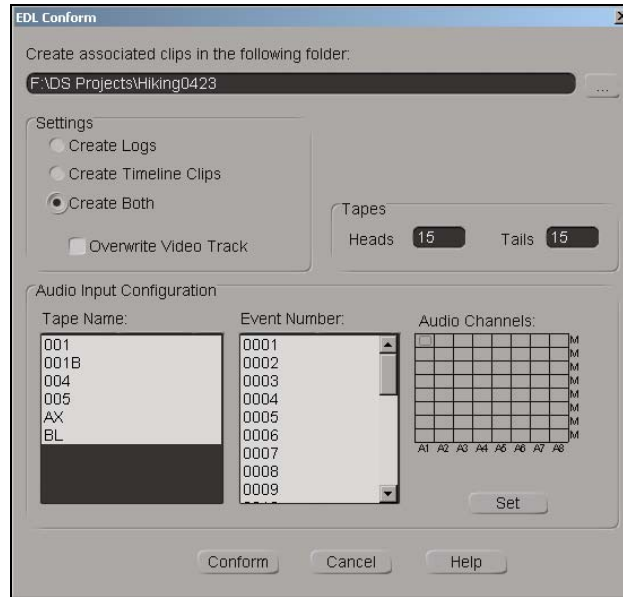 EDL Conform
Create associated clips in the following folder:
F:\DS Projects\Hiking0423
...
Settings
Create Logs
Create Timeline Clips
Create Both
Overwrite Video Track
Tapes
Heads 15 Tails 15
Audio Input Configuration
Tape Name:
001
001B
004
005
AX
BL
Event Number:
0001
0002
0003
0004
0005
0006
0007
0008
0009
Audio Channels:
M
M
M
M
M
M
M
M
A1 A2 A3 A4 A5 A6 A7 A8
Set
Conform Cancel Help